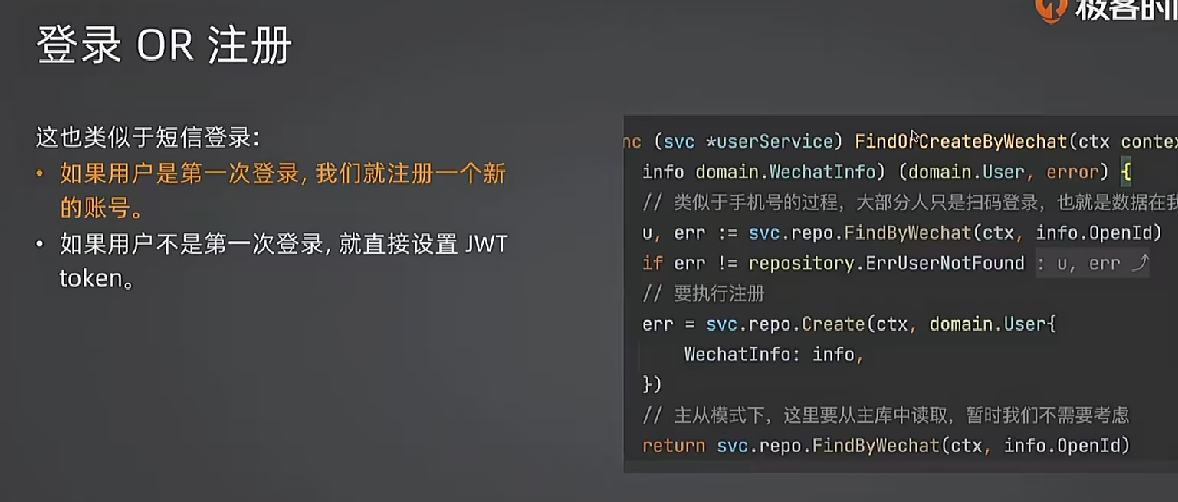 极客时
登录 OR 注册
这也类似于短信登录:
• 如果用户是第一次登录, 我们就注册一个新
的账号。
• 如果用户不是第一次登录, 就直接设置 JWT
token。
nc (svc *userService) FindOrCreateByWechat(ctx contex
info domain.WechatInfo) (domain.User, error) {
// 类似于手机号的过程，大部分人只是扫码登录，也就是数据在我
u, err := svc.repo.FindByWechat(ctx, info.OpenId)
if err != repository.ErrUserNotFound : u, err ⤴
// 要执行注册
err = svc.repo.Create(ctx, domain.User{
WechatInfo: info,
})
// 主从模式下，这里要从主库中读取，暂时我们不需要考虑
return svc.repo.FindByWechat(ctx, info.OpenId)